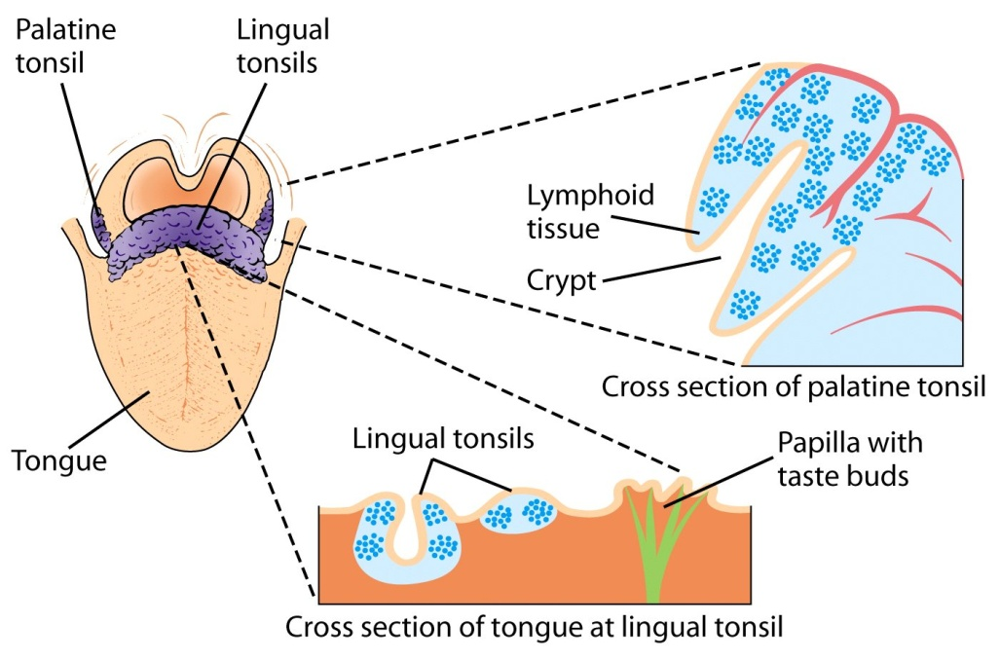 Palatine
tonsil
Lingual
tonsils
Lymphoid
tissue
Crypt
Cross section of palatine tonsil
Tongue
Lingual tonsils
Papilla with
taste buds
Cross section of tongue at lingual tonsil